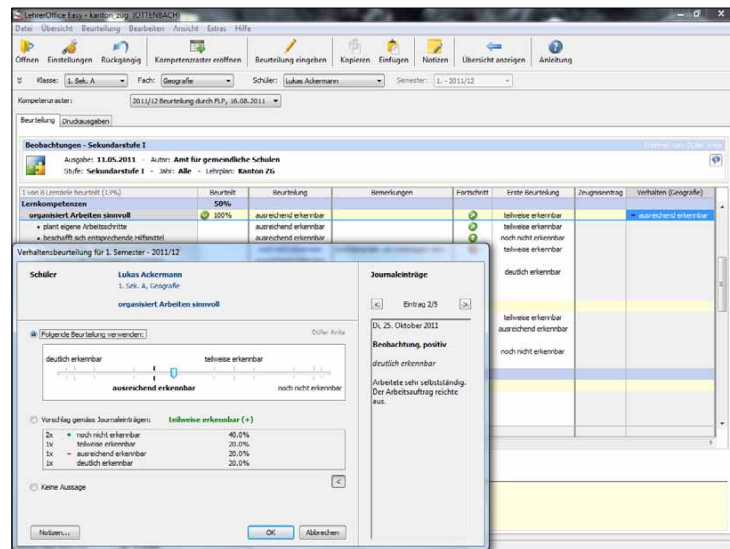 LehrerOffice Easy - kanton_zug (OTTENBACH)
Datei Übersicht Beurteilung Bearbeiten Ansicht Extras Hilfe
Öffnen Einstellungen Rückgängig Kompetenzraster eröffnen Beurteilung eingeben Kopieren Einfügen Notizen Übersicht anzeigen Anleitung
Klasse: 1. Sek. A Fach: Geografie Schüler: Lukas Ackermann Semester: 1. - 2011/12
Kompetenzraster: 2011/12 Beurteilung durch FLP, 16.08.2011
Beurteilung Druckausgaben
Beobachtungen - Sekundarstufe I
Ausgabe: 11.05.2011 - Autor: Amt für gemeindliche Schulen
Stufe: Sekundarstufe I - Jahr: Alle - Lehrplan: Kanton ZG
1 von 8 Lernziele beurteilt (13%) Beurteilt Beurteilung Bemerkungen Fortschritt Erste Beurteilung Zeugniseintrag Verhalten (Geografie)
Lernkompetenzen 50%
organisiert Arbeiten sinnvoll 100% ausreichend erkennbar teilweise erkennbar - ausreichend erkennbar
• plant eigene Arbeitsschritte ausreichend erkennbar teilweise erkennbar
• beschafft sich entsprechende Hilfsmittel ausreichend erkennbar noch nicht erkennbar
teilweise erkennbar
deutlich erkennbar
teilweise erkennbar
ausreichend erkennbar
noch nicht erkennbar
Verhaltensbeurteilung für 1. Semester - 2011/12
Schüler Lukas Ackermann
1. Sek. A, Geografie
organisiert Arbeiten sinnvoll
Folgende Beurteilung verwenden: Düller Anita
deutlich erkennbar teilweise erkennbar
ausreichend erkennbar noch nicht erkennbar
Vorschlag gemäss Journaleinträgen: teilweise erkennbar (+)
2x + noch nicht erkennbar 40.0%
1x teilweise erkennbar 20.0%
1x - ausreichend erkennbar 20.0%
1x deutlich erkennbar 20.0%
Keine Aussage <
Notizen... OK Abbrechen
Journaleinträge
< Eintrag 2/5 >
Di, 25. Oktober 2011
Beobachtung, positiv
deutlich erkennbar
Arbeitete sehr selbstständig.
Der Arbeitsauftrag reichte
aus.